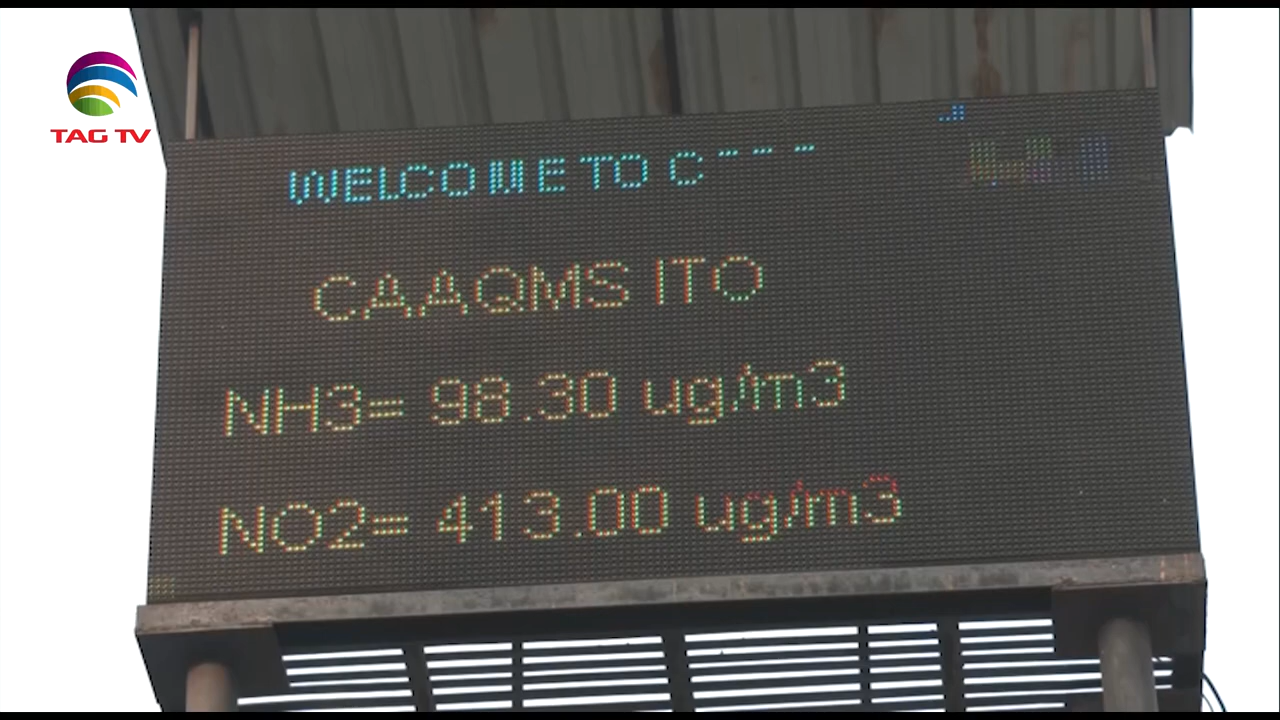 TAG TV
WELCOME TO C
CAAQMS ITO
NH3= 98.30 ug/m3
NO2= 413.00 ug/m3